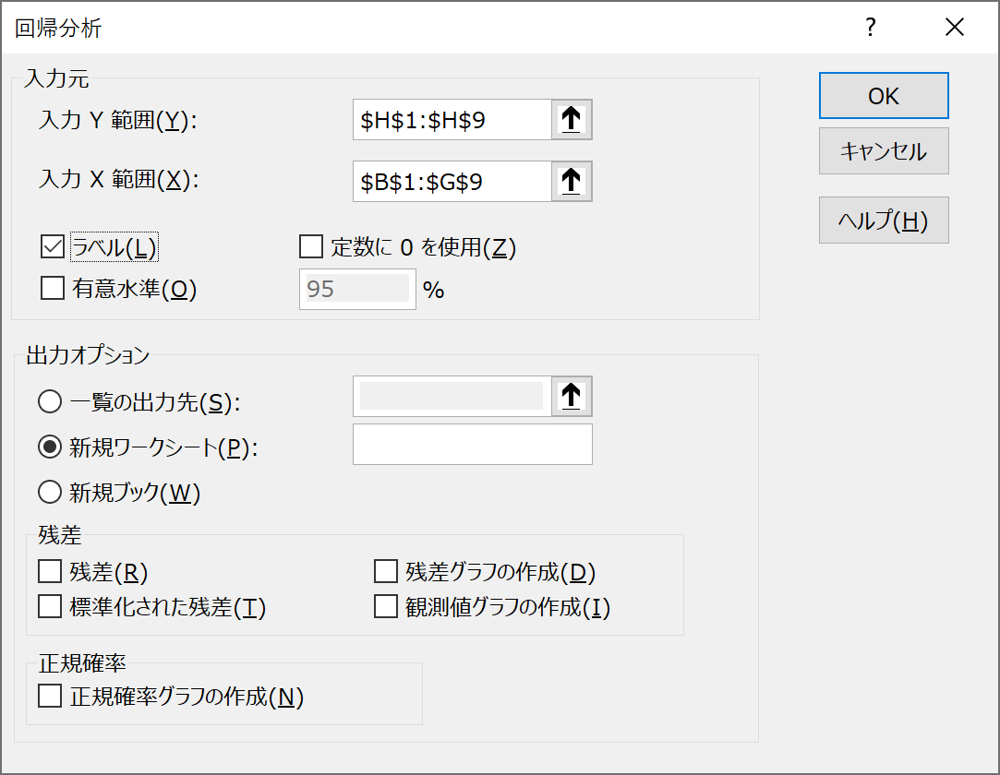 回帰分析 ?
入力元
入力 Y 範囲(Y): $H$1:$H$9
入力 X 範囲(X): $B$1:$G$9
ラベル(L) 定数に 0 を使用(Z)
有意水準(O) 95 %
OK
キャンセル
ヘルプ(H)
出力オプション
一覧の出力先(S):
新規ワークシート(P):
新規ブック(W)
残差
残差(R) 残差グラフの作成(D)
標準化された残差(T) 観測値グラフの作成(I)
正規確率
正規確率グラフの作成(N)